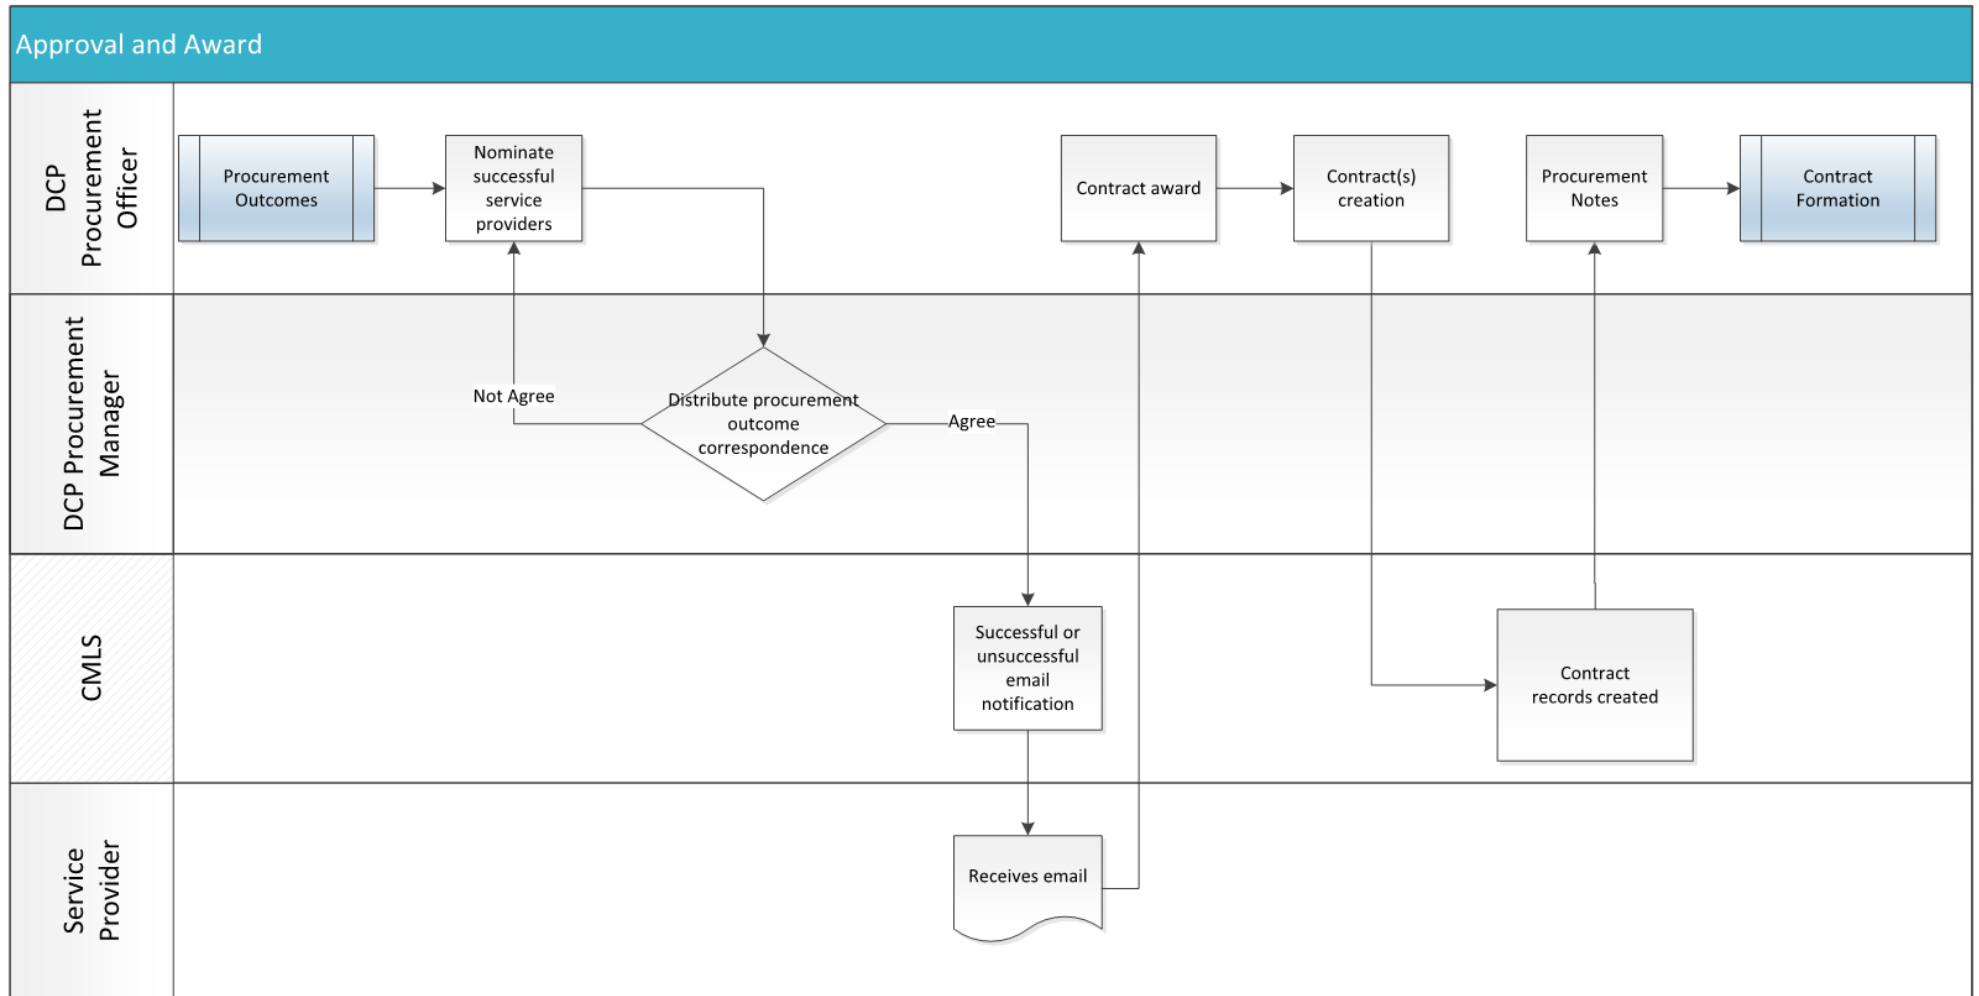 Approval and Award
DCP
Procurement
Officer
Procurement
Outcomes
Nominate
successful
service
providers
Contract award
Contract(s)
creation
Procurement
Notes
Contract
Formation
DCP Procurement
Manager
Not Agree
Distribute procurement
outcome
correspondence
Agree
CMLS
Successful or
unsuccessful
email
notification
Contract
records created
Service
Provider
Receives email